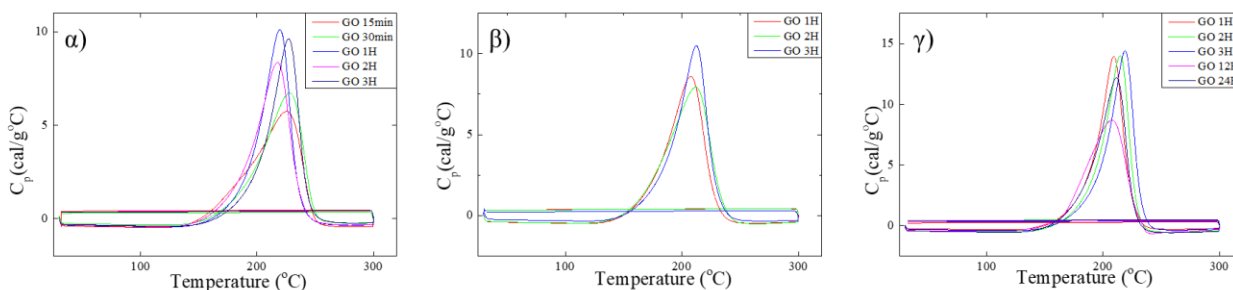 α)
GO 15min
GO 30min
GO 1H
GO 2H
GO 3H
10
5
0
Cp (cal/g°C)
100
200
300
Temperature (°C)
β)
GO 1H
GO 2H
GO 3H
10
5
0
Cp (cal/g°C)
100
200
300
Temperature (°C)
γ)
GO 1H
GO 2H
GO 3H
GO 12H
GO 24H
15
10
5
0
Cp (cal/g°C)
100
200
300
Temperature (°C)